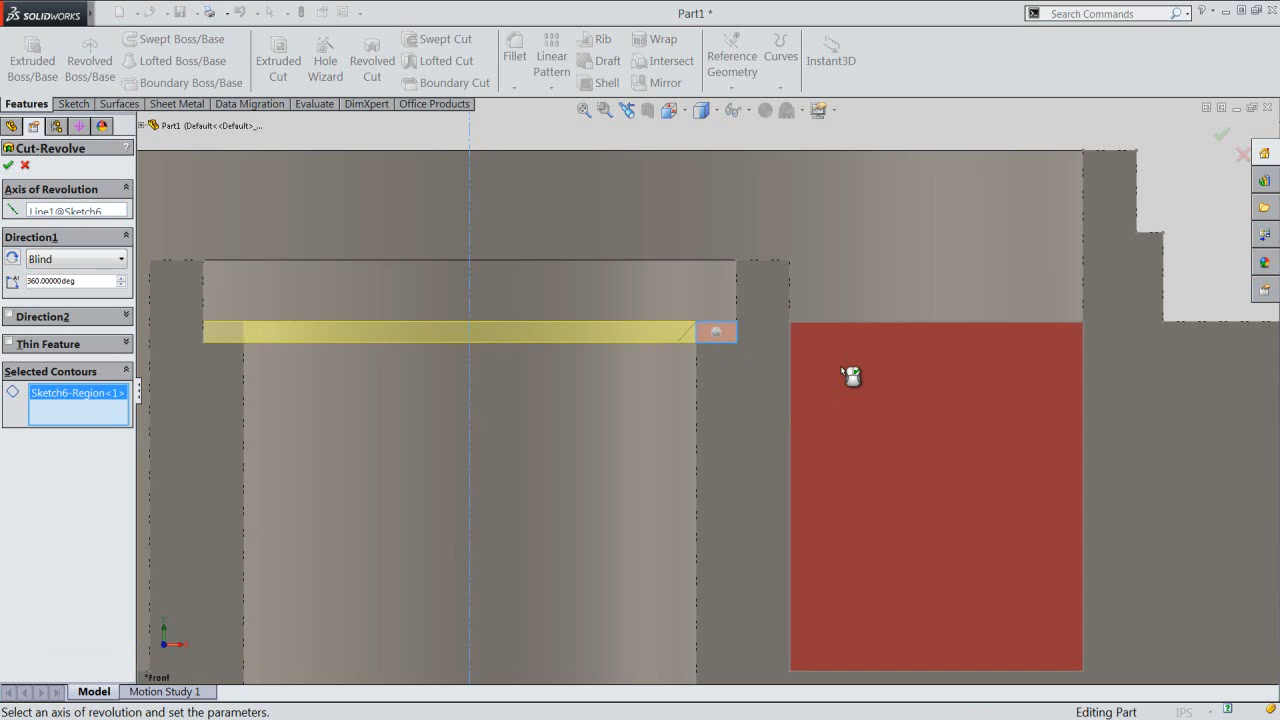 SOLIDWORKS
Part1 *
Search Commands
Extruded Boss/Base
Revolved Boss/Base
Swept Boss/Base
Lofted Boss/Base
Boundary Boss/Base
Extruded Cut
Hole Wizard
Revolved Cut
Swept Cut
Lofted Cut
Boundary Cut
Fillet
Linear Pattern
Rib
Draft
Shell
Wrap
Intersect
Mirror
Reference Geometry
Curves
Instant3D
Features
Sketch
Surfaces
Sheet Metal
Data Migration
Evaluate
DimXpert
Office Products
Part1 (Default<<Default>_...
Cut-Revolve
?
Axis of Revolution
Line1@Sketch6
Direction1
Blind
360.00000deg
Direction2
Thin Feature
Selected Contours
Sketch6-Region<1>
Y
X
*Front
Model
Motion Study 1
Select an axis of revolution and set the parameters.
Editing Part
IPS